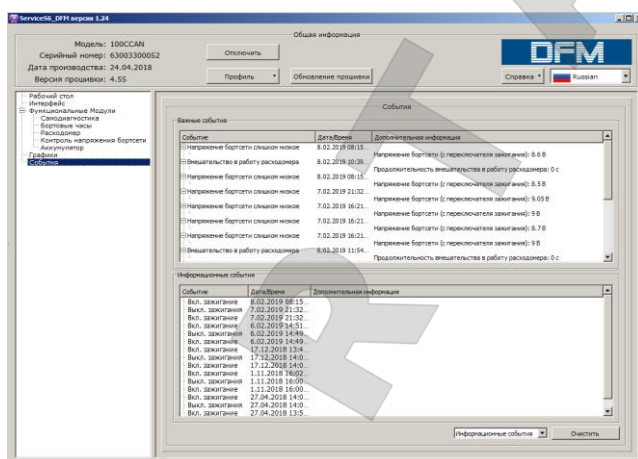 ServiceS6_DFM версия 1.24
Общая информация
Модель: 100CCAN
Серийный номер: 63003300052
Дата производства: 24.04.2018
Версия прошивки: 4.55
Отключить
Профиль
Обновление прошивки
DFM
Справка
Russian
Рабочий стол
Интерфейс
Функциональные Модули
Самодиагностика
Бортовые часы
Расходомер
Контроль напряжения бортсети
Аккумулятор
Графики
События
События
Важные события
Событие Дата/Время Дополнительная информация
Напряжение бортсети слишком низкое 8.02.2019 08:15...
Напряжение бортсети (с переключателя зажигания): 8.6 В
Вмешательство в работу расходомера 8.02.2019 10:39...
Продолжительность вмешательства в работу расходомера: 0 с
Напряжение бортсети слишком низкое 8.02.2019 08:15...
Напряжение бортсети (с переключателя зажигания): 8.5 В
Напряжение бортсети слишком низкое 7.02.2019 21:32...
Напряжение бортсети (с переключателя зажигания): 9.05 В
Напряжение бортсети слишком низкое 7.02.2019 16:21...
Напряжение бортсети (с переключателя зажигания): 9 В
Напряжение бортсети слишком низкое 7.02.2019 16:21...
Напряжение бортсети (с переключателя зажигания): 8.7 В
Напряжение бортсети слишком низкое 7.02.2019 16:21...
Напряжение бортсети (с переключателя зажигания): 9 В
Вмешательство в работу расходомера 6.02.2019 11:54...
Продолжительность вмешательства в работу расходомера: 0 с
Информационные события
Событие Дата/Время Дополнительная информация
Вкл. зажигание 8.02.2019 08:15...
Выкл. зажигания 7.02.2019 21:32...
Вкл. зажигание 7.02.2019 21:32...
Вкл. зажигание 6.02.2019 14:51...
Выкл. зажигания 6.02.2019 14:49...
Вкл. зажигание 6.02.2019 14:49...
Вкл. зажигание 17.12.2018 13:4...
Выкл. зажигания 17.12.2018 14:0...
Вкл. зажигание 17.12.2018 14:0...
Вкл. зажигание 1.11.2018 16:02...
Выкл. зажигания 1.11.2018 16:00...
Вкл. зажигание 1.11.2018 16:00...
Вкл. зажигание 27.04.2018 14:0...
Выкл. зажигания 27.04.2018 14:0...
Вкл. зажигание 27.04.2018 13:5...
Информационные события
Очистить